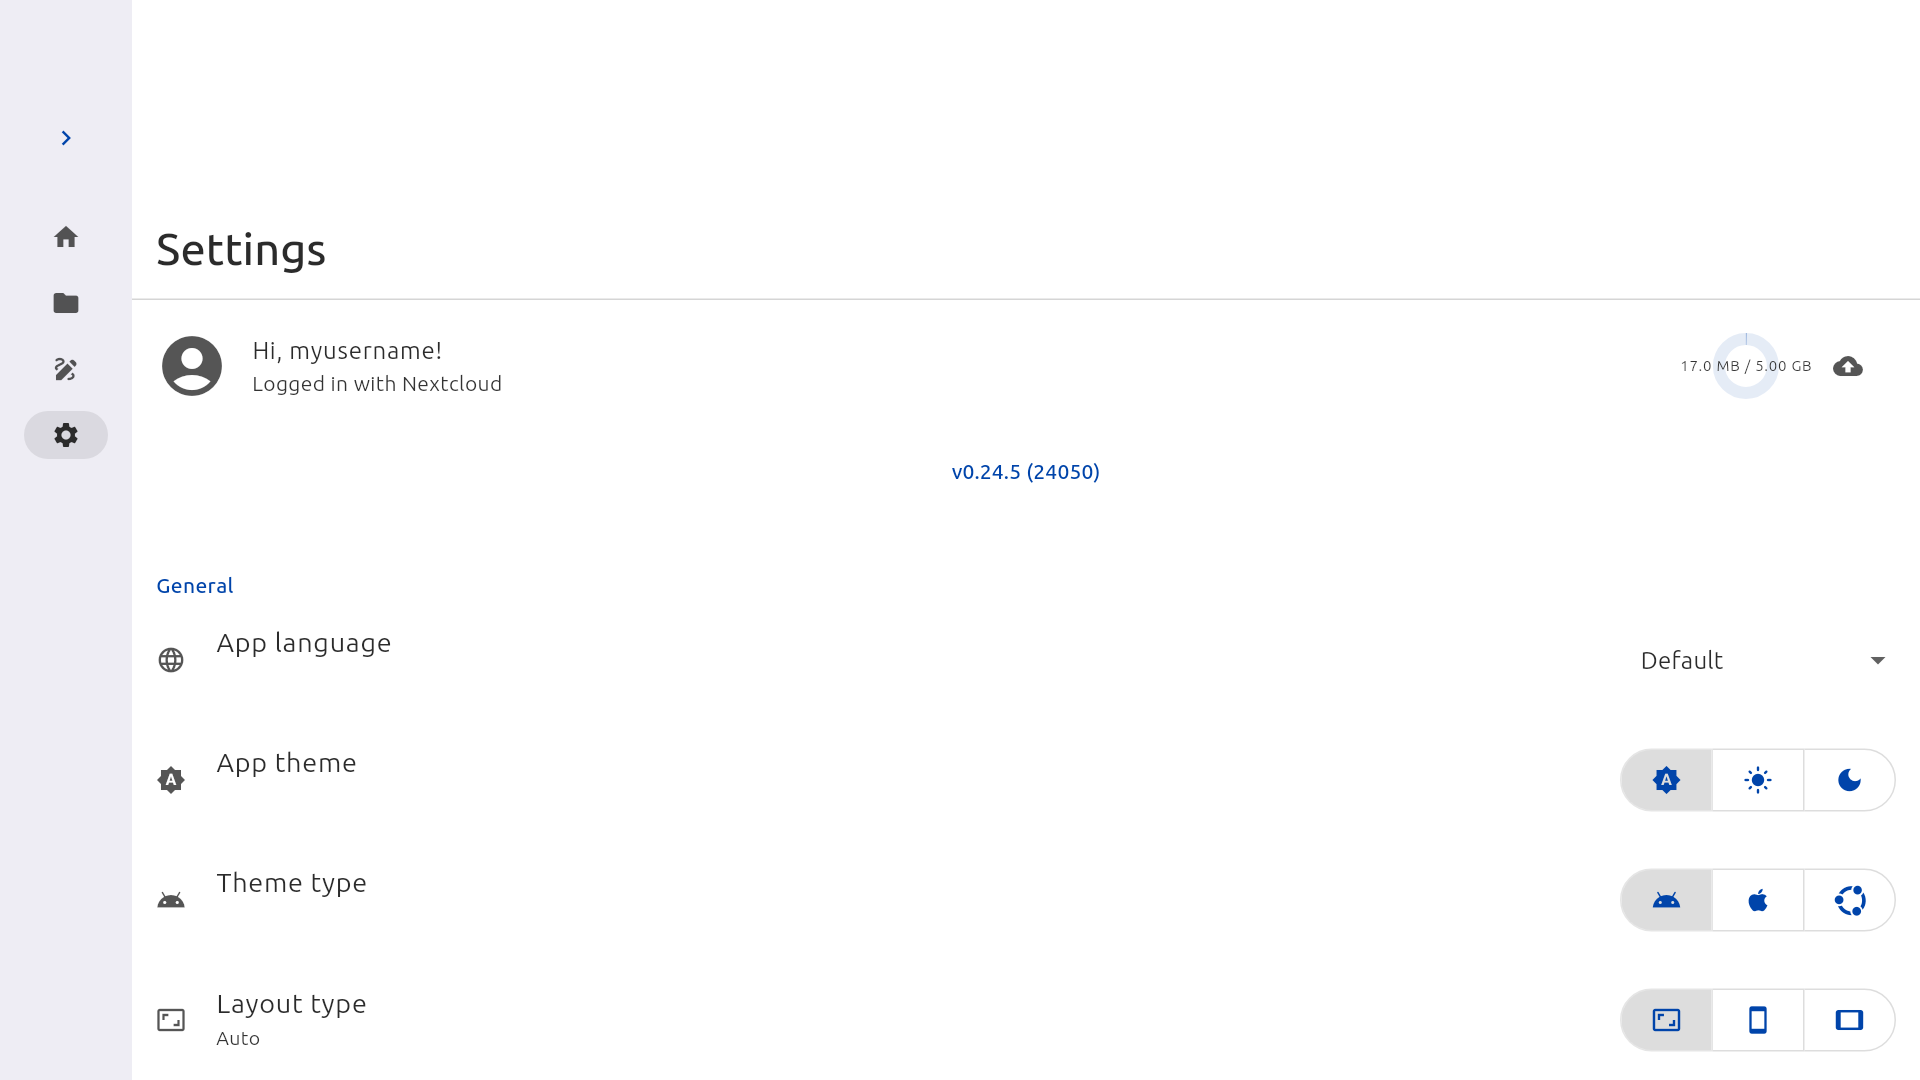 Settings
Hi, myusername!
Logged in with Nextcloud
17.0 MB / 5.00 GB
v0.24.5 (24050)
General
App language
Default
App theme
Theme type
Layout type
Auto